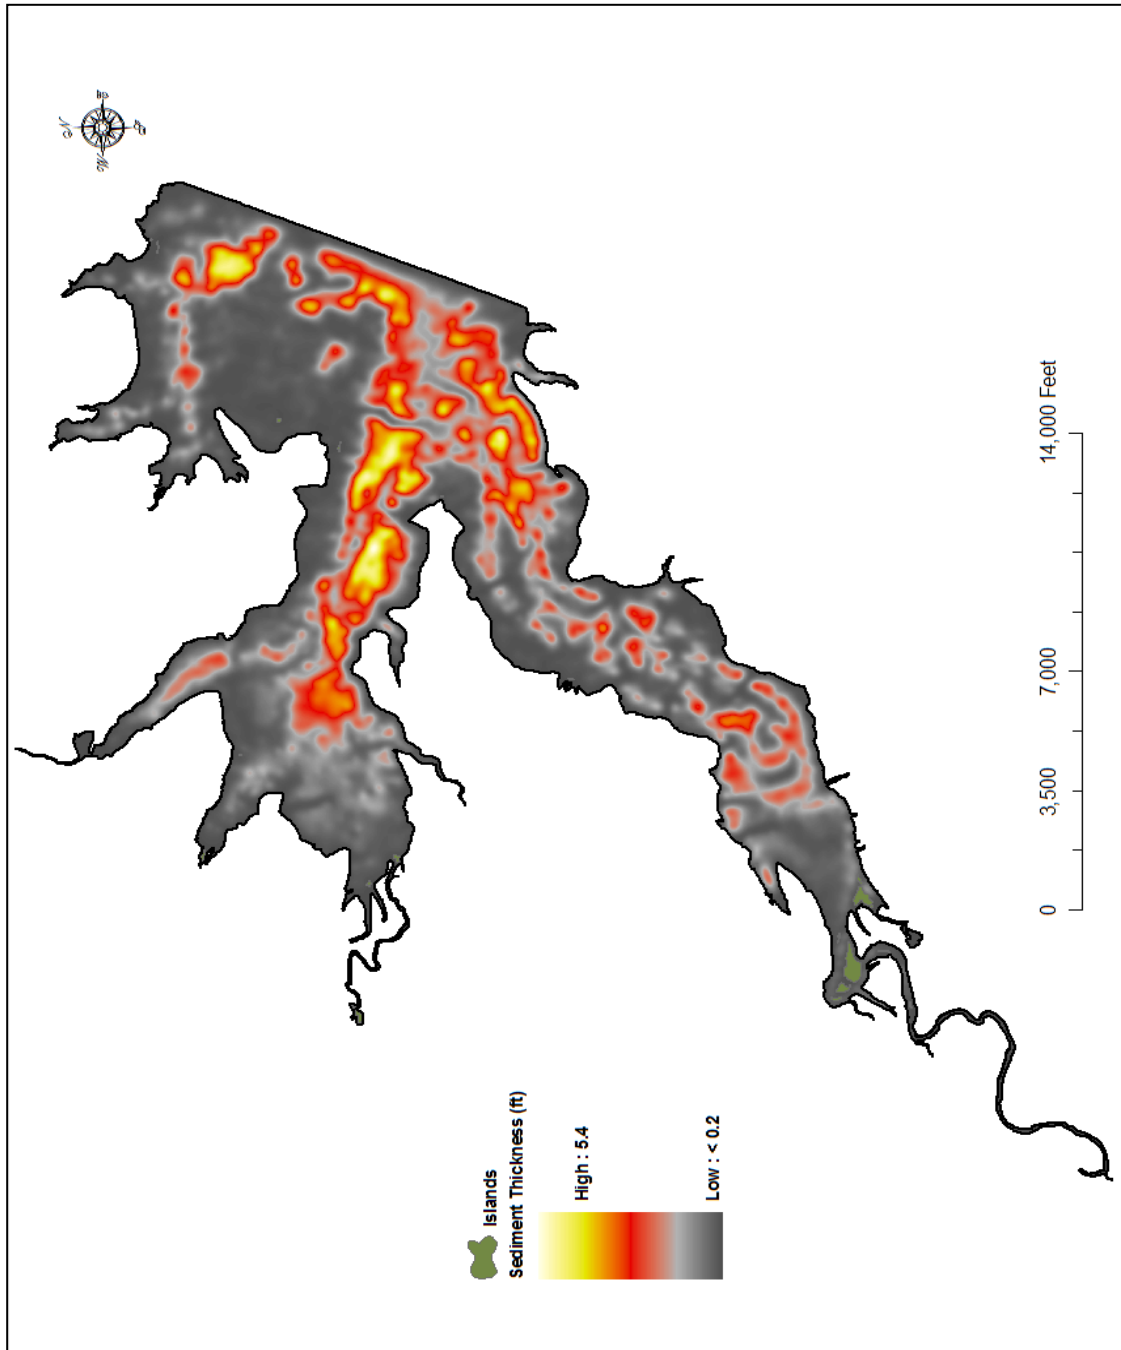 N
E
S
W
Islands
Sediment Thickness (ft)
High : 5.4
Low : < 0.2
0 3,500 7,000 14,000 Feet